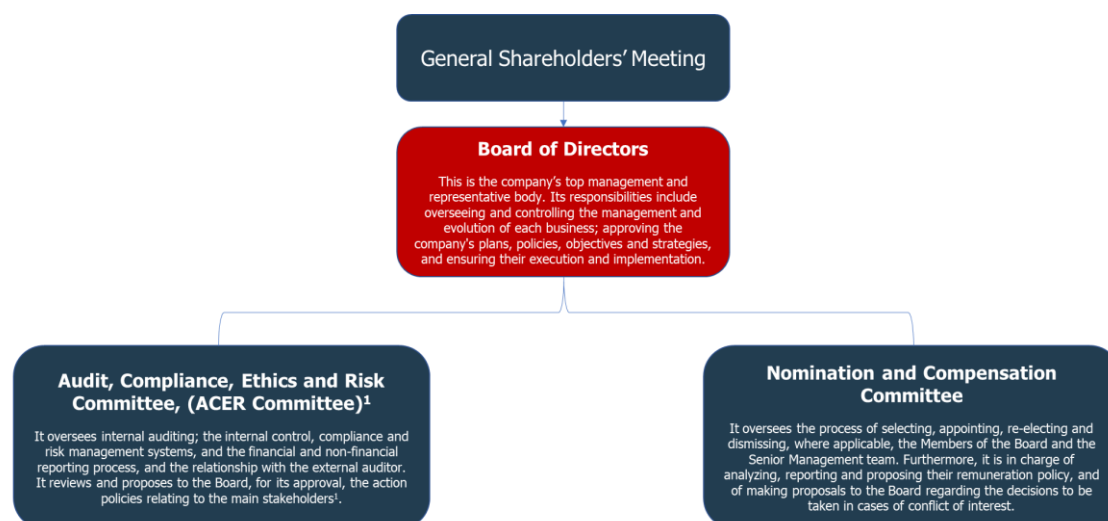 General Shareholders’ Meeting
Board of Directors
This is the company’s top management and
representative body. Its responsibilities include
overseeing and controlling the management and
evolution of each business; approving the
company's plans, policies, objectives and strategies,
and ensuring their execution and implementation.
Audit, Compliance, Ethics and Risk
Committee, (ACER Committee)¹
It oversees internal auditing; the internal control, compliance and
risk management systems, and the financial and non-financial
reporting process, and the relationship with the external auditor.
It reviews and proposes to the Board, for its approval, the action
policies relating to the main stakeholders¹.
Nomination and Compensation
Committee
It oversees the process of selecting, appointing, re-electing and
dismissing, where applicable, the Members of the Board and the
Senior Management team. Furthermore, it is in charge of
analyzing, reporting and proposing their remuneration policy, and
of making proposals to the Board regarding the decisions to be
taken in cases of conflict of interest.